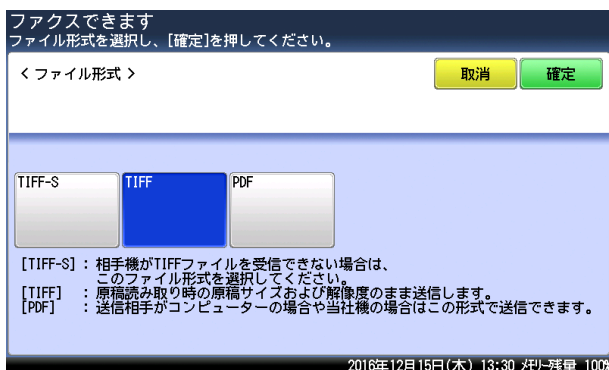 ファクスできます
ファイル形式を選択し、[確定]を押してください。
<ファイル形式>
取消
確定
TIFF-S
TIFF
PDF
[TIFF-S]：相手機がTIFFファイルを受信できない場合は、
このファイル形式を選択してください。
[TIFF]：原稿読み取り時の原稿サイズおよび解像度のまま送信します。
[PDF]：送信相手がコンピューターの場合や当社機の場合はこの形式で送信できます。
2016年12月15日(木) 13:30 ﾒﾓﾘｰ残量 100%